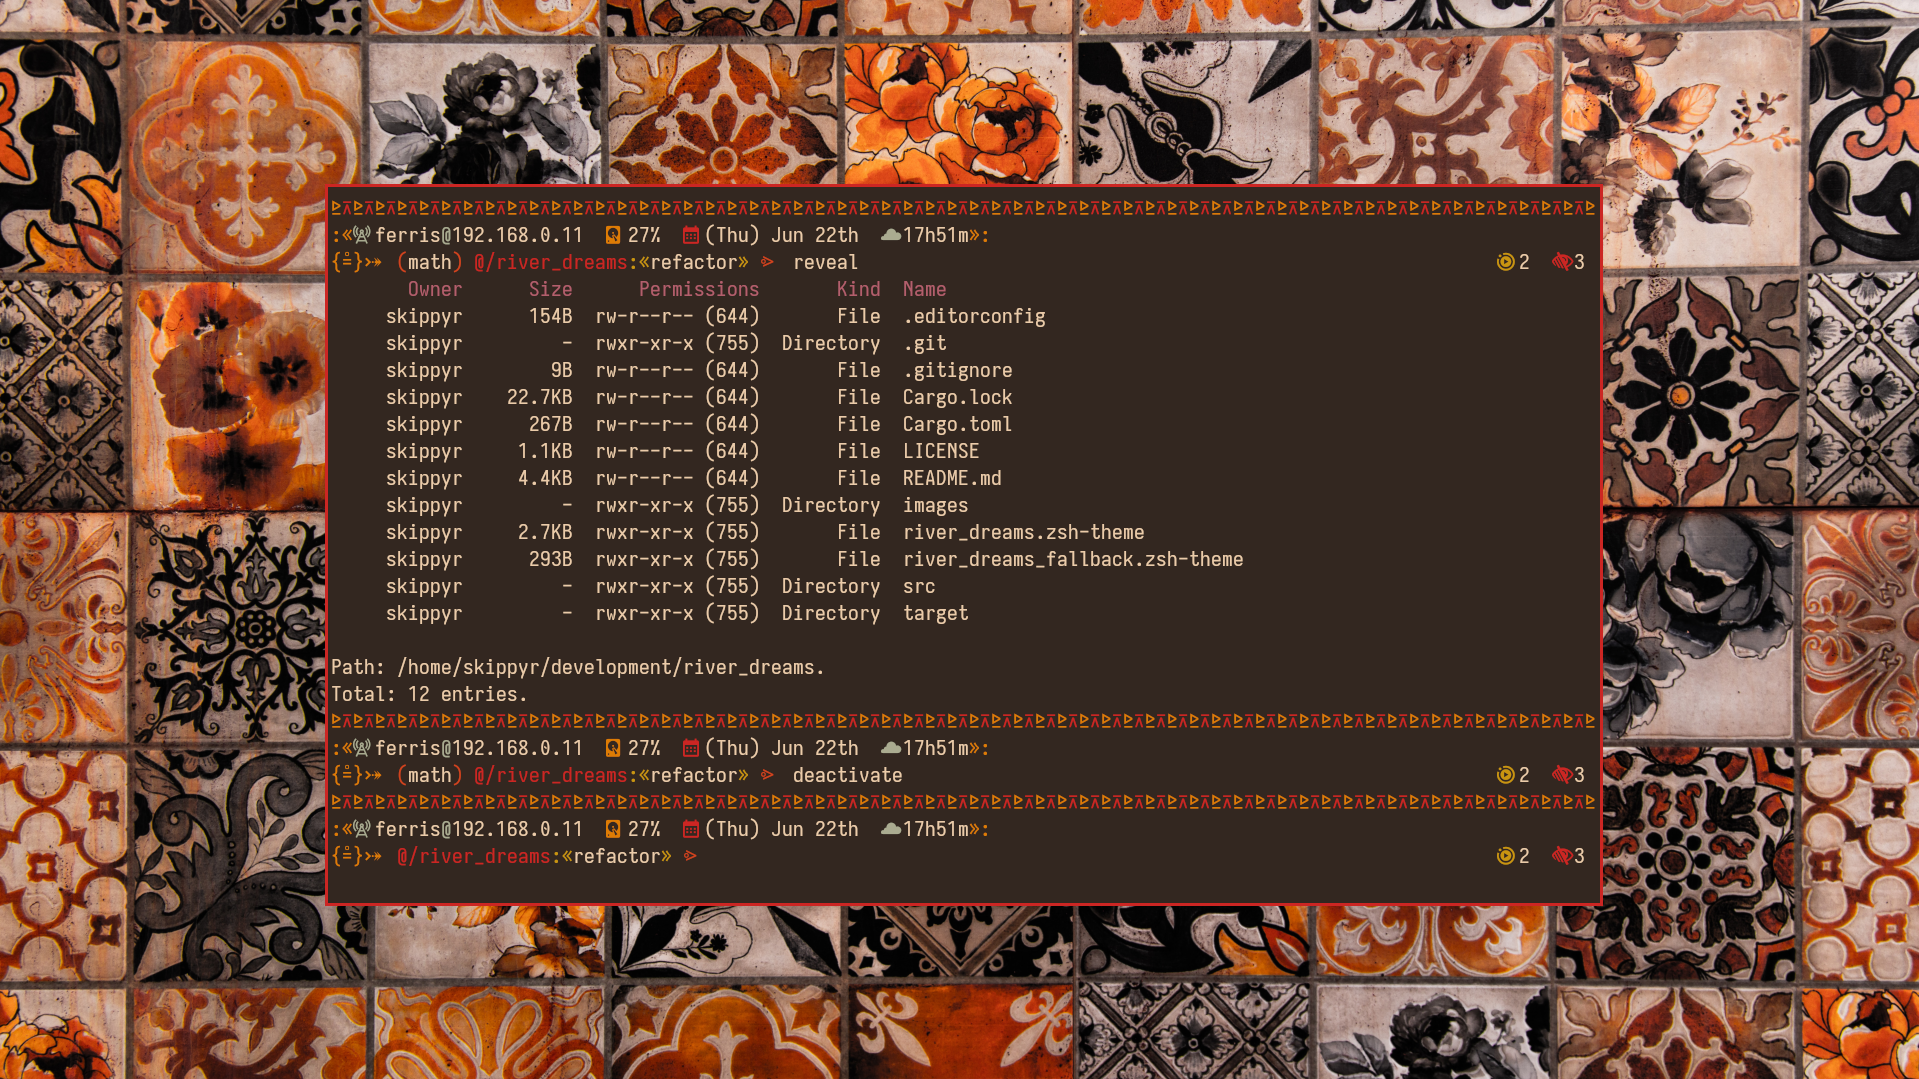 :«ferris@192.168.0.11 27% (Thu) Jun 22th 17h51m»:
{=}» (math) @/river_dreams:«refactor» reveal 2 3
Owner Size Permissions Kind Name
skippyr 154B rw-r--r-- (644) File .editorconfig
skippyr - rwxr-xr-x (755) Directory .git
skippyr 9B rw-r--r-- (644) File .gitignore
skippyr 22.7KB rw-r--r-- (644) File Cargo.lock
skippyr 267B rw-r--r-- (644) File Cargo.toml
skippyr 1.1KB rw-r--r-- (644) File LICENSE
skippyr 4.4KB rw-r--r-- (644) File README.md
skippyr - rwxr-xr-x (755) Directory images
skippyr 2.7KB rwxr-xr-x (755) File river_dreams.zsh-theme
skippyr 293B rwxr-xr-x (755) File river_dreams_fallback.zsh-theme
skippyr - rwxr-xr-x (755) Directory src
skippyr - rwxr-xr-x (755) Directory target
Path: /home/skippyr/development/river_dreams.
Total: 12 entries.
:«ferris@192.168.0.11 27% (Thu) Jun 22th 17h51m»:
{=}» (math) @/river_dreams:«refactor» deactivate 2 3
:«ferris@192.168.0.11 27% (Thu) Jun 22th 17h51m»:
{=}» @/river_dreams:«refactor» 2 3